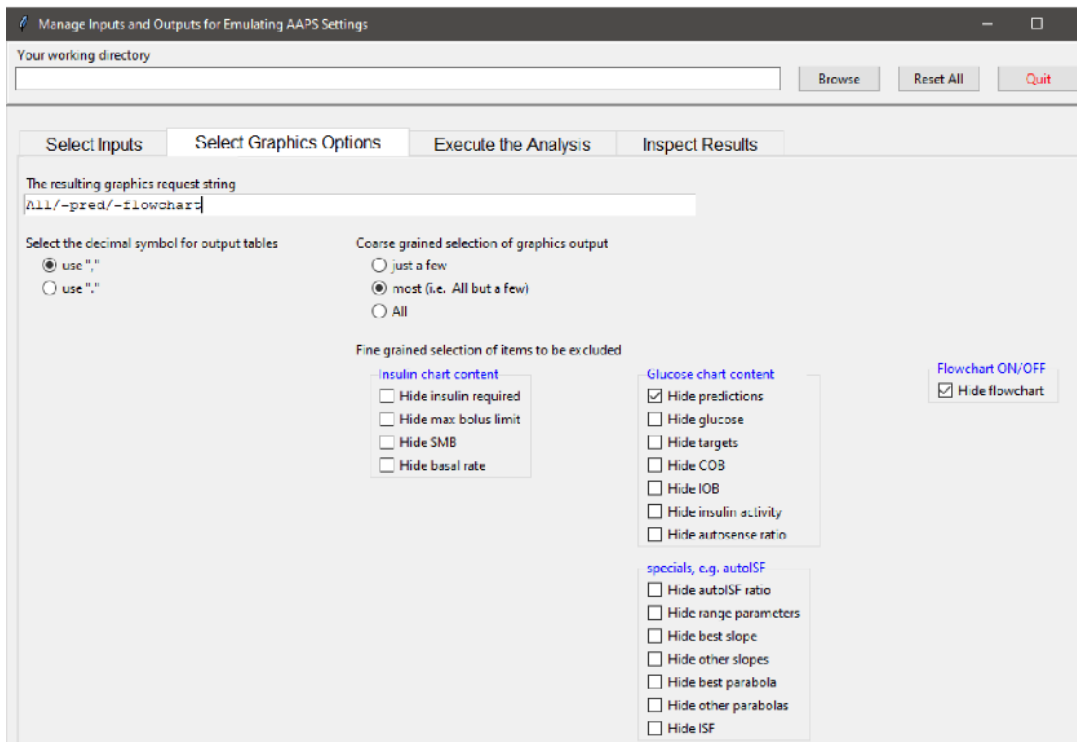 Manage Inputs and Outputs for Emulating AAPS Settings
Your working directory
Browse
Reset All
Quit
Select Inputs
Select Graphics Options
Execute the Analysis
Inspect Results
The resulting graphics request string
All/-pred/-flowchart
Select the decimal symbol for output tables
use ","
use "."
Coarse grained selection of graphics output
just a few
most (i.e. All but a few)
All
Fine grained selection of items to be excluded
Insulin chart content
Hide insulin required
Hide max bolus limit
Hide SMB
Hide basal rate
Glucose chart content
Hide predictions
Hide glucose
Hide targets
Hide COB
Hide IOB
Hide insulin activity
Hide autosense ratio
specials, e.g. autoISF
Hide autoISF ratio
Hide range parameters
Hide best slope
Hide other slopes
Hide best parabola
Hide other parabolas
Hide ISF
Flowchart ON/OFF
Hide flowchart